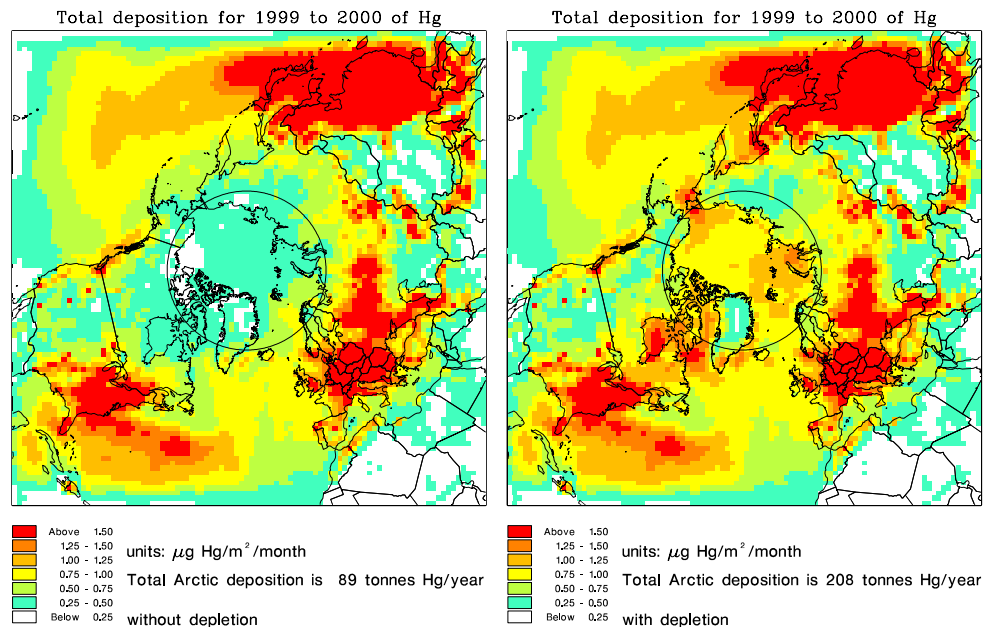 Total deposition for 1999 to 2000 of Hg
Above 1.50
1.25 - 1.50
1.00 - 1.25
0.75 - 1.00
0.50 - 0.75
0.25 - 0.50
Below 0.25
units: μg Hg/m²/month
Total Arctic deposition is 89 tonnes Hg/year
without depletion
Total deposition for 1999 to 2000 of Hg
Above 1.50
1.25 - 1.50
1.00 - 1.25
0.75 - 1.00
0.50 - 0.75
0.25 - 0.50
Below 0.25
units: μg Hg/m²/month
Total Arctic deposition is 208 tonnes Hg/year
with depletion